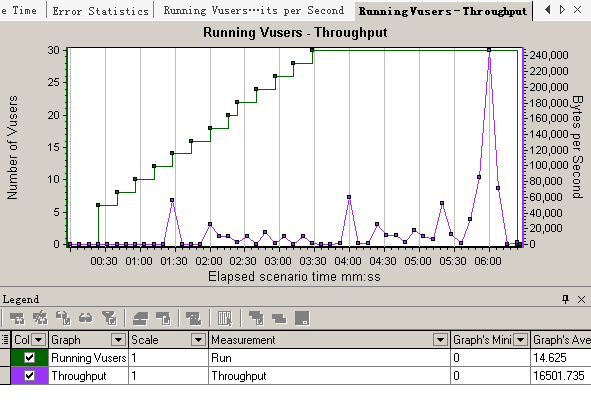 e Time Error Statistics Running Vusers…its per Second Running Vusers - Throughput
Running Vusers - Throughput
Number of Vusers
30
25
20
15
10
5
0
240,000
220,000
200,000
180,000
160,000
140,000
120,000
100,000
80,000
60,000
40,000
20,000
0
Bytes per Second
00:30 01:00 01:30 02:00 02:30 03:00 03:30 04:00 04:30 05:00 05:30 06:00
Elapsed scenario time mm:ss
Legend
Col Graph Scale Measurement Graph's Mini Graph's Ave
Running Vusers 1 Run 0 14.625
Throughput 1 Throughput 0 16501.735